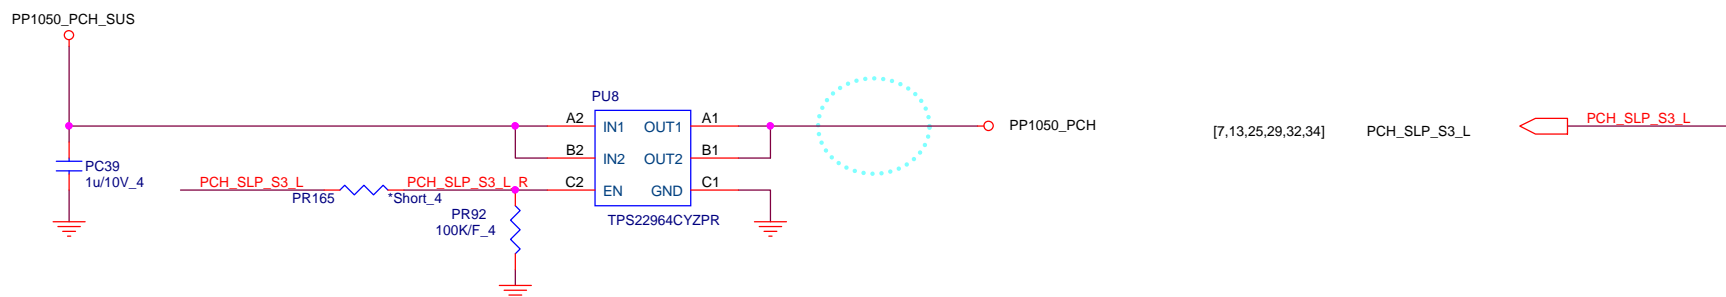 PP1050_PCH_SUS
PU8
A2 IN1 OUT1 A1
B2 IN2 OUT2 B1
C2 EN GND C1
TPS22964CYZPR
PP1050_PCH
PC39
1u/10V_4
PCH_SLP_S3_L
PR165
*Short_4
PCH_SLP_S3_L_R
PR92
100K/F_4
[7,13,25,29,32,34] PCH_SLP_S3_L
PCH_SLP_S3_L